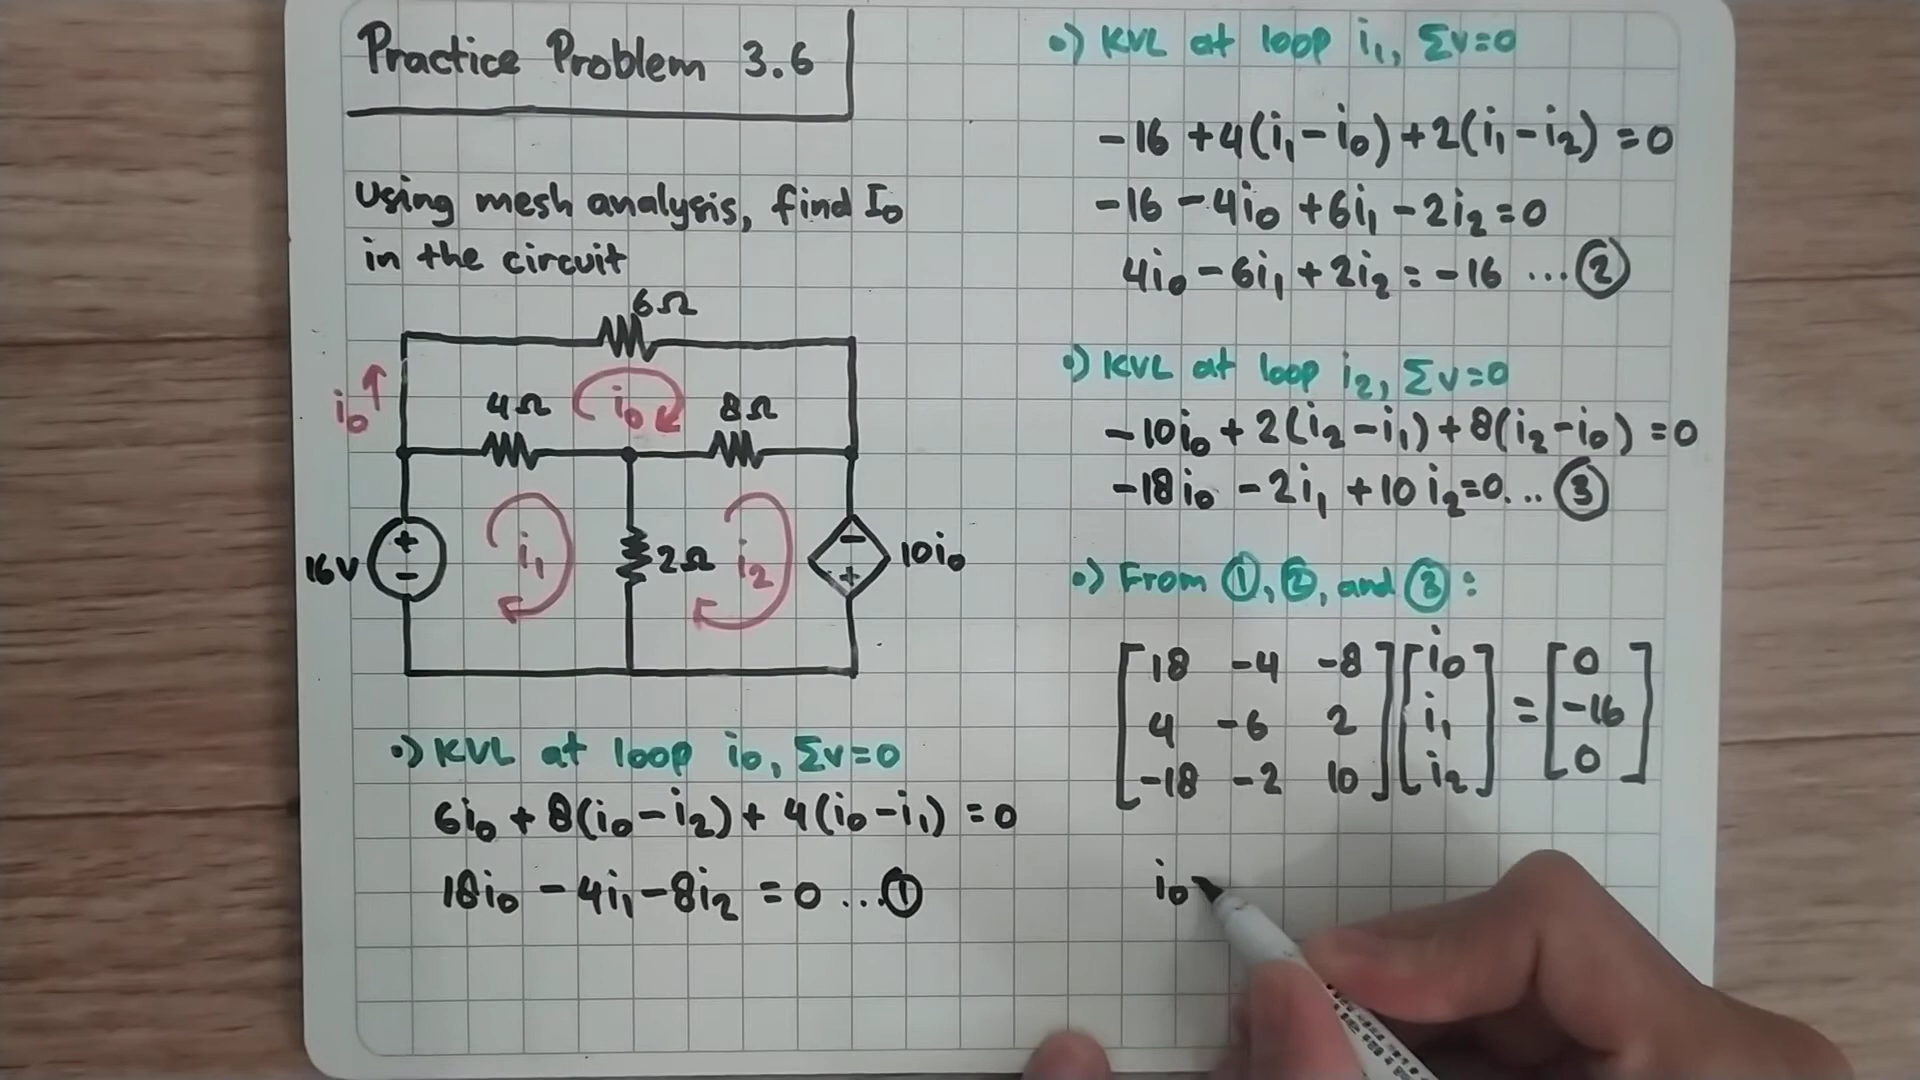 Practice Problem 3.6
Using mesh analysis, find I₀
in the circuit
6Ω
i₀
4Ω
i₀
8Ω
16V
+
-
i₁
2Ω
i₂
-
+
10i₀
•) KVL at loop i₀, Σv=0
6i₀ + 8(i₀-i₂) + 4(i₀-i₁) = 0
18i₀ - 4i₁ - 8i₂ = 0 ...①
•) KVL at loop i₁, Σv=0
-16 + 4(i₁-i₀) + 2(i₁-i₂) = 0
-16 - 4i₀ + 6i₁ - 2i₂ = 0
4i₀ - 6i₁ + 2i₂ = -16 ...②
•) KVL at loop i₂, Σv=0
-10i₀ + 2(i₂-i₁) + 8(i₂-i₀) = 0
-18i₀ - 2i₁ + 10i₂ = 0...③
•) From ①, ②, and ③:
[18 -4 -8] [i₀] = [0]
[4 -6 2] [i₁] [-16]
[-18 -2 10] [i₂] [0]
i₀